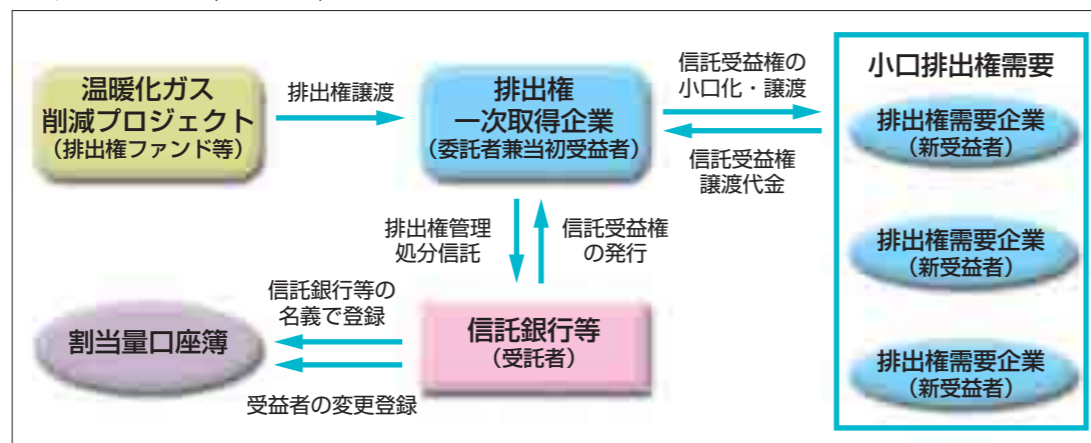 温暖化ガス
削減プロジェクト
（排出権ファンド等）
排出権譲渡
排出権
一次取得企業
（委託者兼当初受益者）
信託受益権の
小口化・譲渡
信託受益権
譲渡代金
小口排出権需要
排出権需要企業
（新受益者）
排出権需要企業
（新受益者）
排出権需要企業
（新受益者）
排出権管理
処分信託
信託受益権
の発行
信託銀行等の
名義で登録
受益者の変更登録
割当量口座簿
信託銀行等
（受託者）